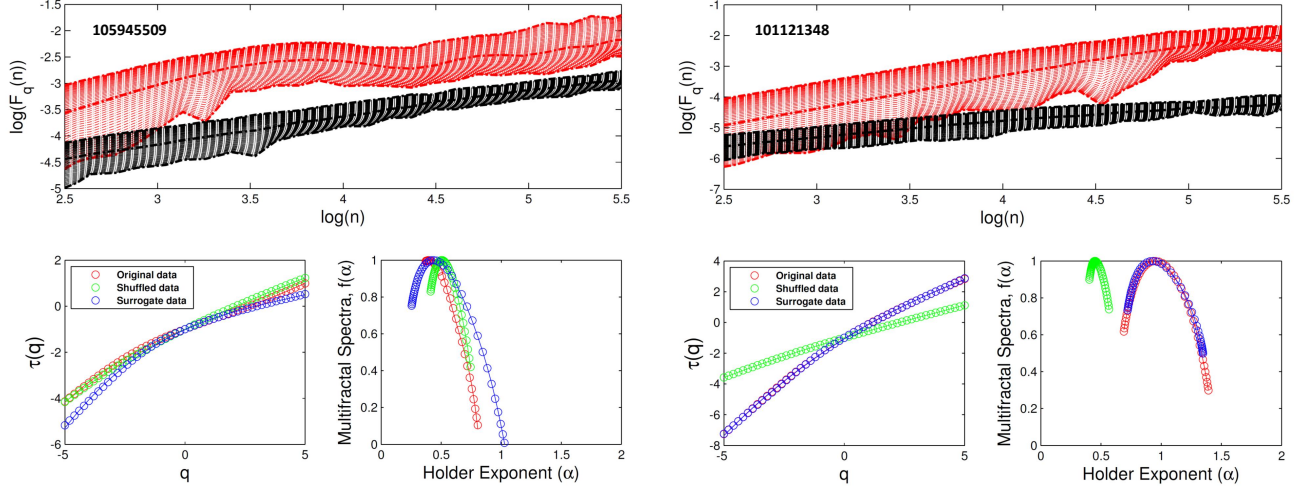 105945509
log(F_q(n))
-1.5
-2
-2.5
-3
-3.5
-4
-4.5
-5
2.5 3 3.5 4 4.5 5 5.5
log(n)
101121348
log(F_q(n))
-1
-2
-3
-4
-5
-6
-7
2.5 3 3.5 4 4.5 5 5.5
log(n)
τ(q)
2
0
-2
-4
-6
Original data
Shuffled data
Surrogate data
-5 0 5
q
Multifractal Spectra, f(α)
1
0.8
0.6
0.4
0.2
0
0 0.5 1 1.5 2
Holder Exponent (α)
τ(q)
4
2
0
-2
-4
-6
-8
Original data
Shuffled data
Surrogate data
-5 0 5
q
Multifractal Spectra, f(α)
1
0.8
0.6
0.4
0.2
0
0 0.5 1 1.5 2
Holder Exponent (α)